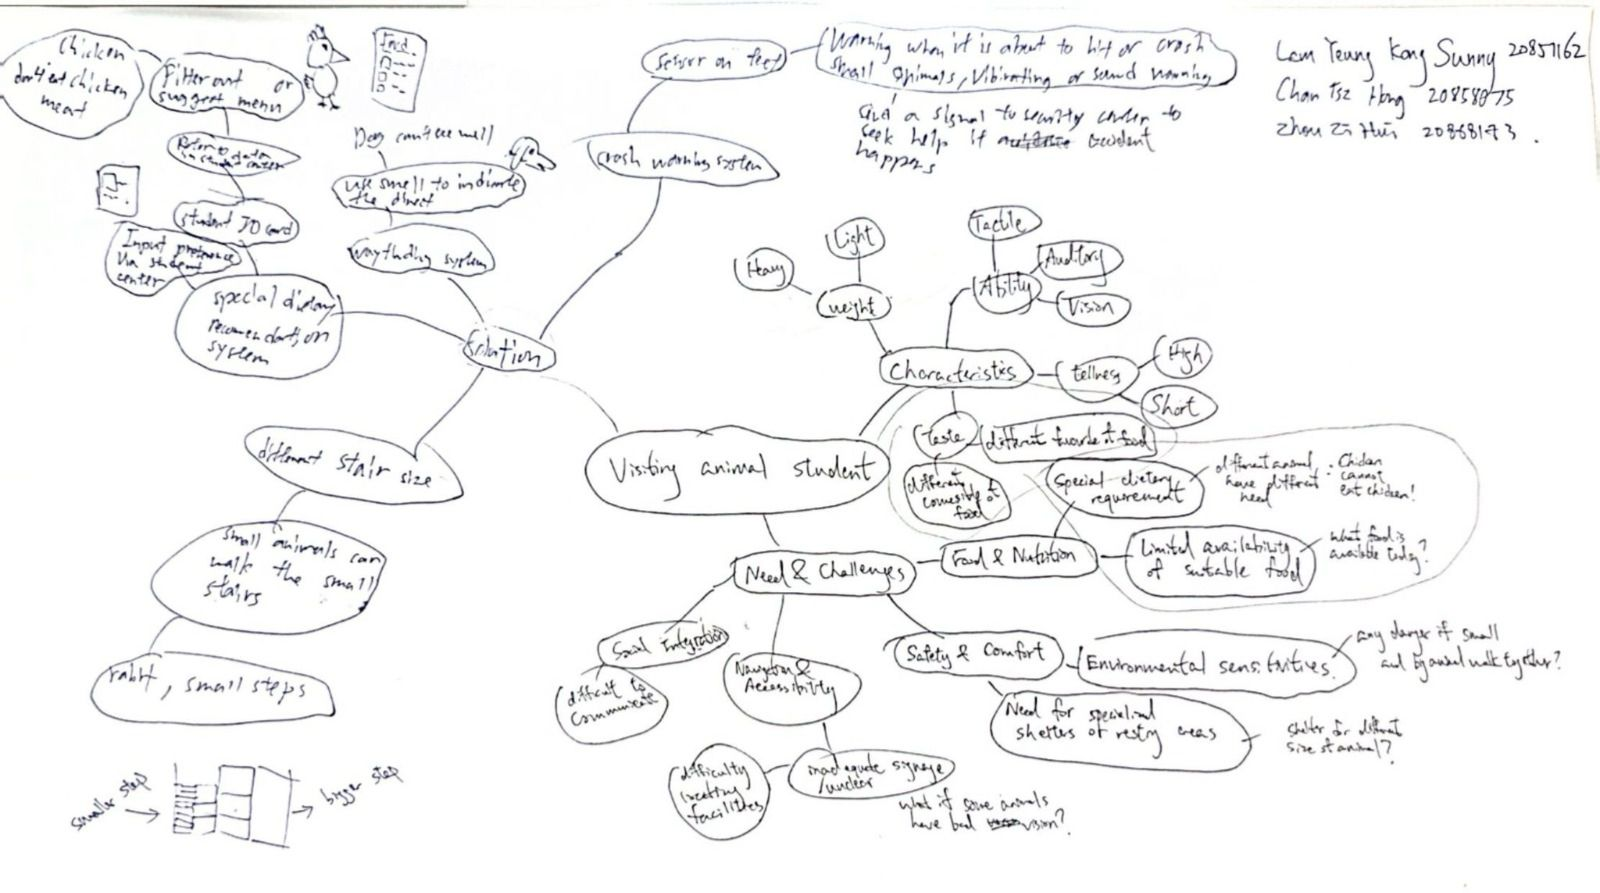 Chicken
don't eat chicken
meat
Filter out or
suggest menu
Food
Refer to data
in student center
student ID card
Input preference
via student
center
special dietary
recomendation
system
Dog can't see well
use smell to indicate
the direct
wayfinding system
sensor on feet
Warning when it is about to hit or crash
small animals, Vibirating or sound warning
send a signal to security center to
seek help if accident
happens
crash warning system
Lam Yeung Kong Sunny 20857162
Chan Tsz Hong 20858075
Zhou Zi Hui 20868173.
solution
different stair size
small animals can
walk the small
stairs
rabit, small steps
smaller step
bigger step
Visiting animal student
Characteristics
weight
Heavy
Light
Ability
Tactile
Auditory
Vision
tellness
High
Short
Taste
different favourite of food
different
of
food
Need & Challenges
Food & Nutrition
Special dietary
requirement
different animal
have different
need
: Chicken
cannot
eat chicken!
Limited availability
of suitable food
what food is
available today?
Social Integration
difficult to
Communicate
Navigation &
Accessibility
inadequate signage
/unclear
difficulty
locating
facilities
what if some animals
have bad vision?
Safety & Comfort
Environmental sensitivities
any danger if small
and big animal walk together?
Need for specialized
shelters or resting areas
shelter for different
size of animal?